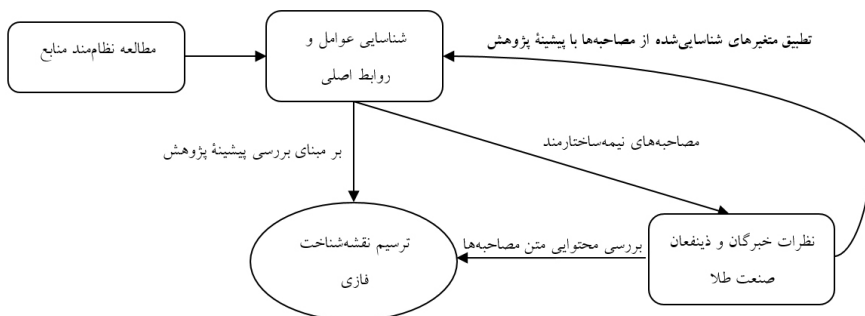 مطالعه نظام‌مند منابع
شناسایی عوامل و
روابط اصلی
تطبیق متغیرهای شناسایی‌شده از مصاحبه‌ها با پیشینهٔ پژوهش
بر مبنای بررسی پیشینهٔ پژوهش
مصاحبه‌های نیمه‌ساختارمند
نظرات خبرگان و ذینفعان
صنعت طلا
بررسی محتوایی متن مصاحبه‌ها
ترسیم نقشه‌شناخت
فازی